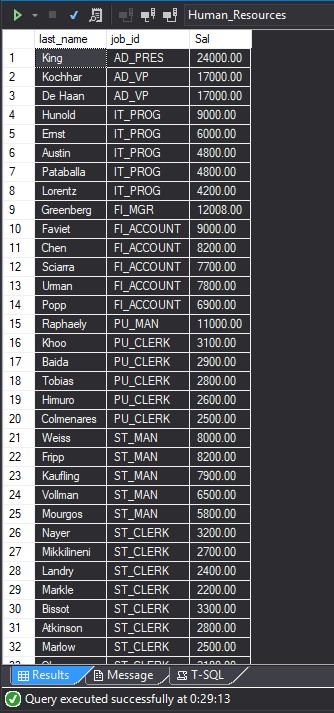 Human_Resources
last_name job_id Sal
1 King AD_PRES 24000.00
2 Kochhar AD_VP 17000.00
3 De Haan AD_VP 17000.00
4 Hunold IT_PROG 9000.00
5 Ernst IT_PROG 6000.00
6 Austin IT_PROG 4800.00
7 Pataballa IT_PROG 4800.00
8 Lorentz IT_PROG 4200.00
9 Greenberg FI_MGR 12008.00
10 Faviet FI_ACCOUNT 9000.00
11 Chen FI_ACCOUNT 8200.00
12 Sciarra FI_ACCOUNT 7700.00
13 Urman FI_ACCOUNT 7800.00
14 Popp FI_ACCOUNT 6900.00
15 Raphaely PU_MAN 11000.00
16 Khoo PU_CLERK 3100.00
17 Baida PU_CLERK 2900.00
18 Tobias PU_CLERK 2800.00
19 Himuro PU_CLERK 2600.00
20 Colmenares PU_CLERK 2500.00
21 Weiss ST_MAN 8000.00
22 Fripp ST_MAN 8200.00
23 Kaufling ST_MAN 7900.00
24 Vollman ST_MAN 6500.00
25 Mourgos ST_MAN 5800.00
26 Nayer ST_CLERK 3200.00
27 Mikkilineni ST_CLERK 2700.00
28 Landry ST_CLERK 2400.00
29 Markle ST_CLERK 2200.00
30 Bissot ST_CLERK 3300.00
31 Atkinson ST_CLERK 2800.00
32 Marlow ST_CLERK 2500.00
Results Message T-SQL
Query executed successfully at 0:29:13